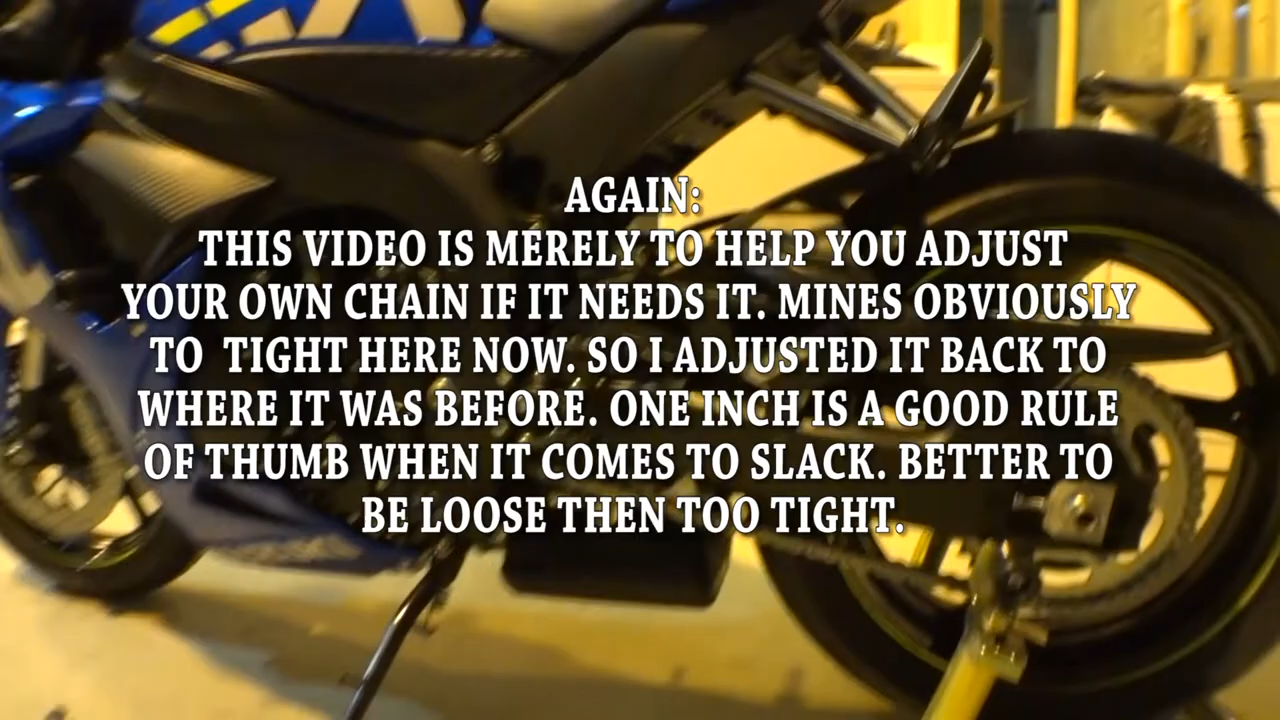 AGAIN:
THIS VIDEO IS MERELY TO HELP YOU ADJUST
YOUR OWN CHAIN IF IT NEEDS IT. MINES OBVIOUSLY
TO  TIGHT HERE NOW. SO I ADJUSTED IT BACK TO
WHERE IT WAS BEFORE. ONE INCH IS A GOOD RULE
OF THUMB WHEN IT COMES TO SLACK. BETTER TO
BE LOOSE THEN TOO TIGHT.